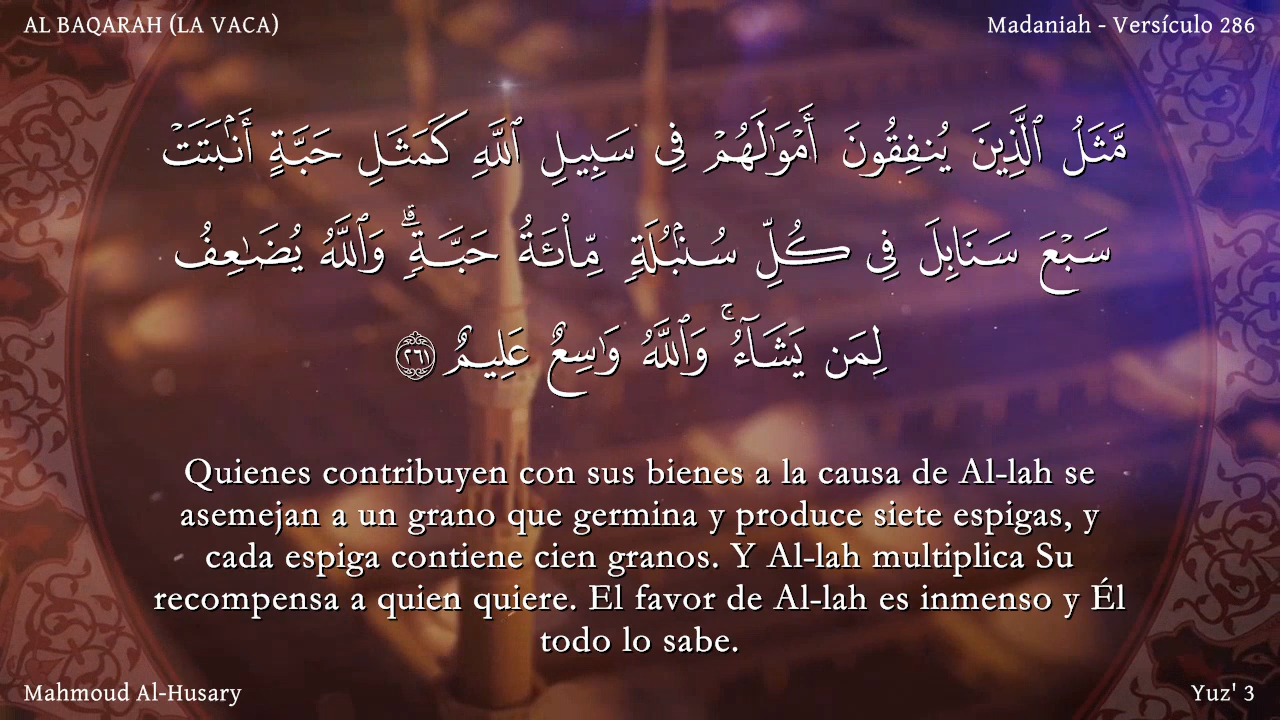 AL BAQARAH (LA VACA)
Madaniah - Versículo 286
مَّثَلُ ٱلَّذِينَ يُنفِقُونَ أَمْوَٰلَهُمْ فِى سَبِيلِ ٱللَّهِ كَمَثَلِ حَبَّةٍ أَنۢبَتَتْ
سَبْعَ سَنَابِلَ فِى كُلِّ سُنۢبُلَةٍ مِّا۟ئَةُ حَبَّةٍ ۗ وَٱللَّهُ يُضَـٰعِفُ
لِمَن يَشَآءُ ۚ وَٱللَّهُ وَٰسِعٌ عَلِيمٌ ٢٦١
Quienes contribuyen con sus bienes a la causa de Al-lah se
asemejan a un grano que germina y produce siete espigas, y
cada espiga contiene cien granos. Y Al-lah multiplica Su
recompensa a quien quiere. El favor de Al-lah es inmenso y Él
todo lo sabe.
Mahmoud Al-Husary
Yuz' 3